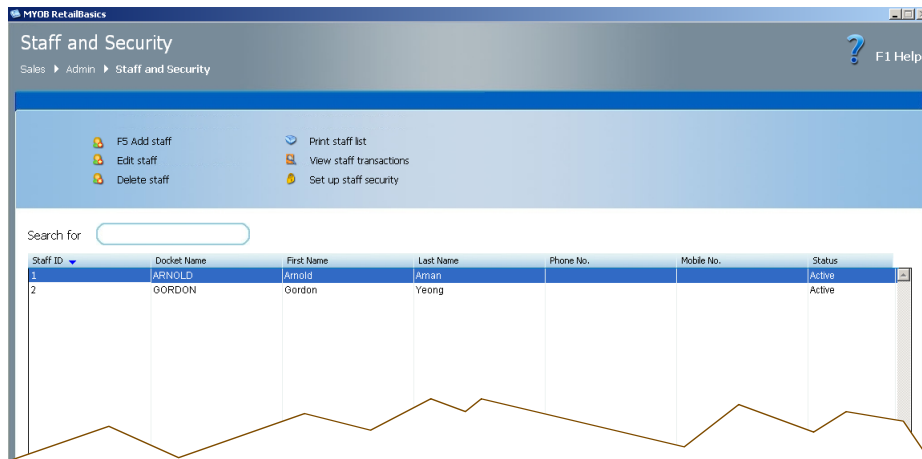 MYOB RetailBasics
Staff and Security
Sales Admin Staff and Security
F1 Help
F5 Add staff
Edit staff
Delete staff
Print staff list
View staff transactions
Set up staff security
Search for
Staff ID Docket Name First Name Last Name Phone No. Mobile No. Status
1 ARNOLD Arnold Aman Active
2 GORDON Gordon Yeong Active